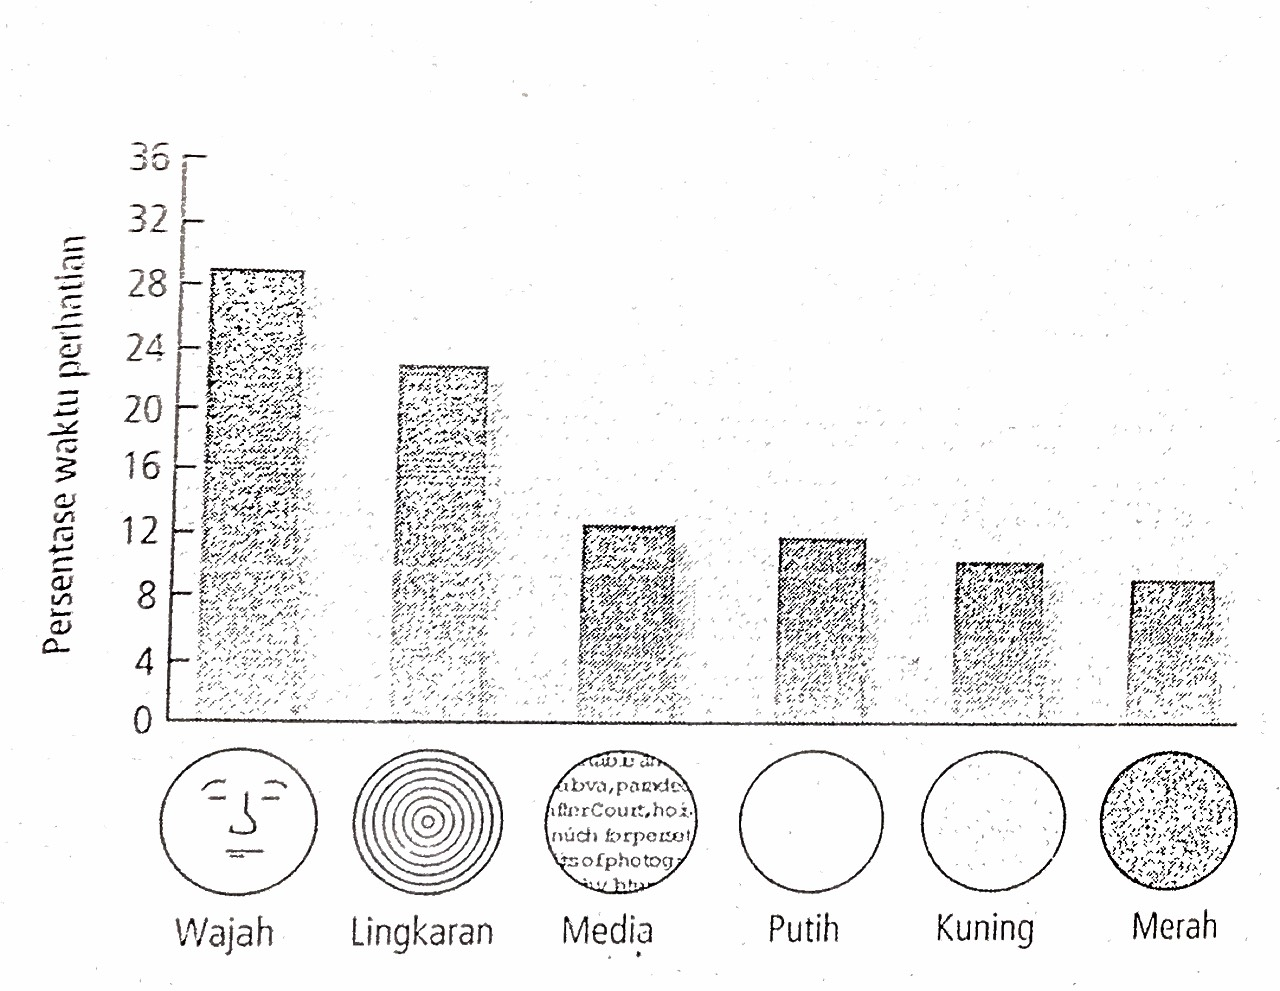 Persentase waktu perhatian
36
32
28
24
20
16
12
8
4
0
Wajah
Lingkaran
Media
Putih
Kuning
Merah